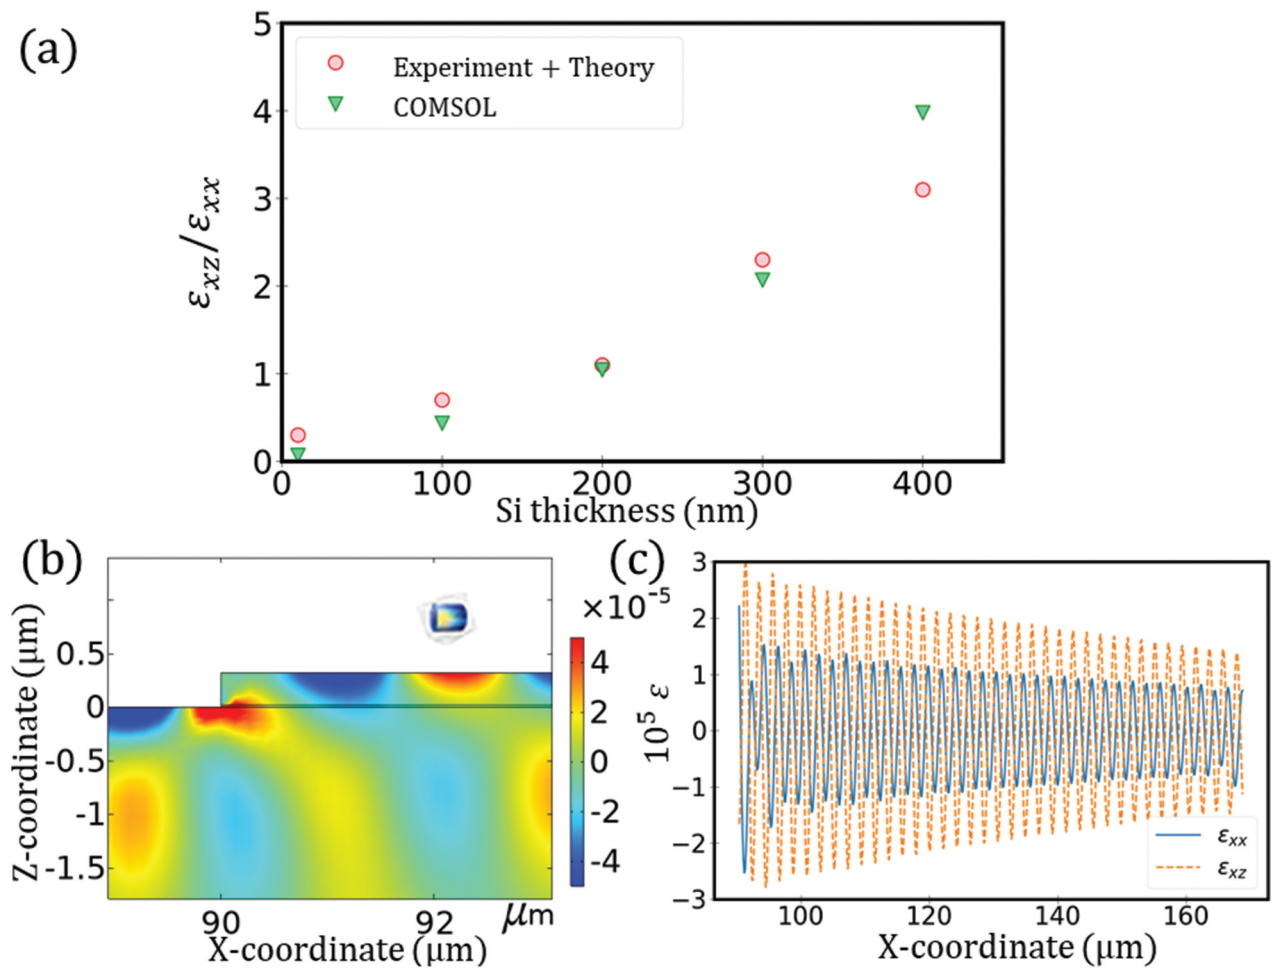 (a)
5
4
3
2
1
0
Experiment + Theory
COMSOL
εxz/εxx
0 100 200 300 400
Si thickness (nm)
(b)
0.5
0
-0.5
-1
-1.5
Z-coordinate (μm)
90 92 μm
X-coordinate (μm)
×10⁻⁵
4
2
0
-2
-4
(c)
3
2
1
0
−1
−2
−3
10⁵ ε
εxx
εxz
100 120 140 160
X-coordinate (μm)